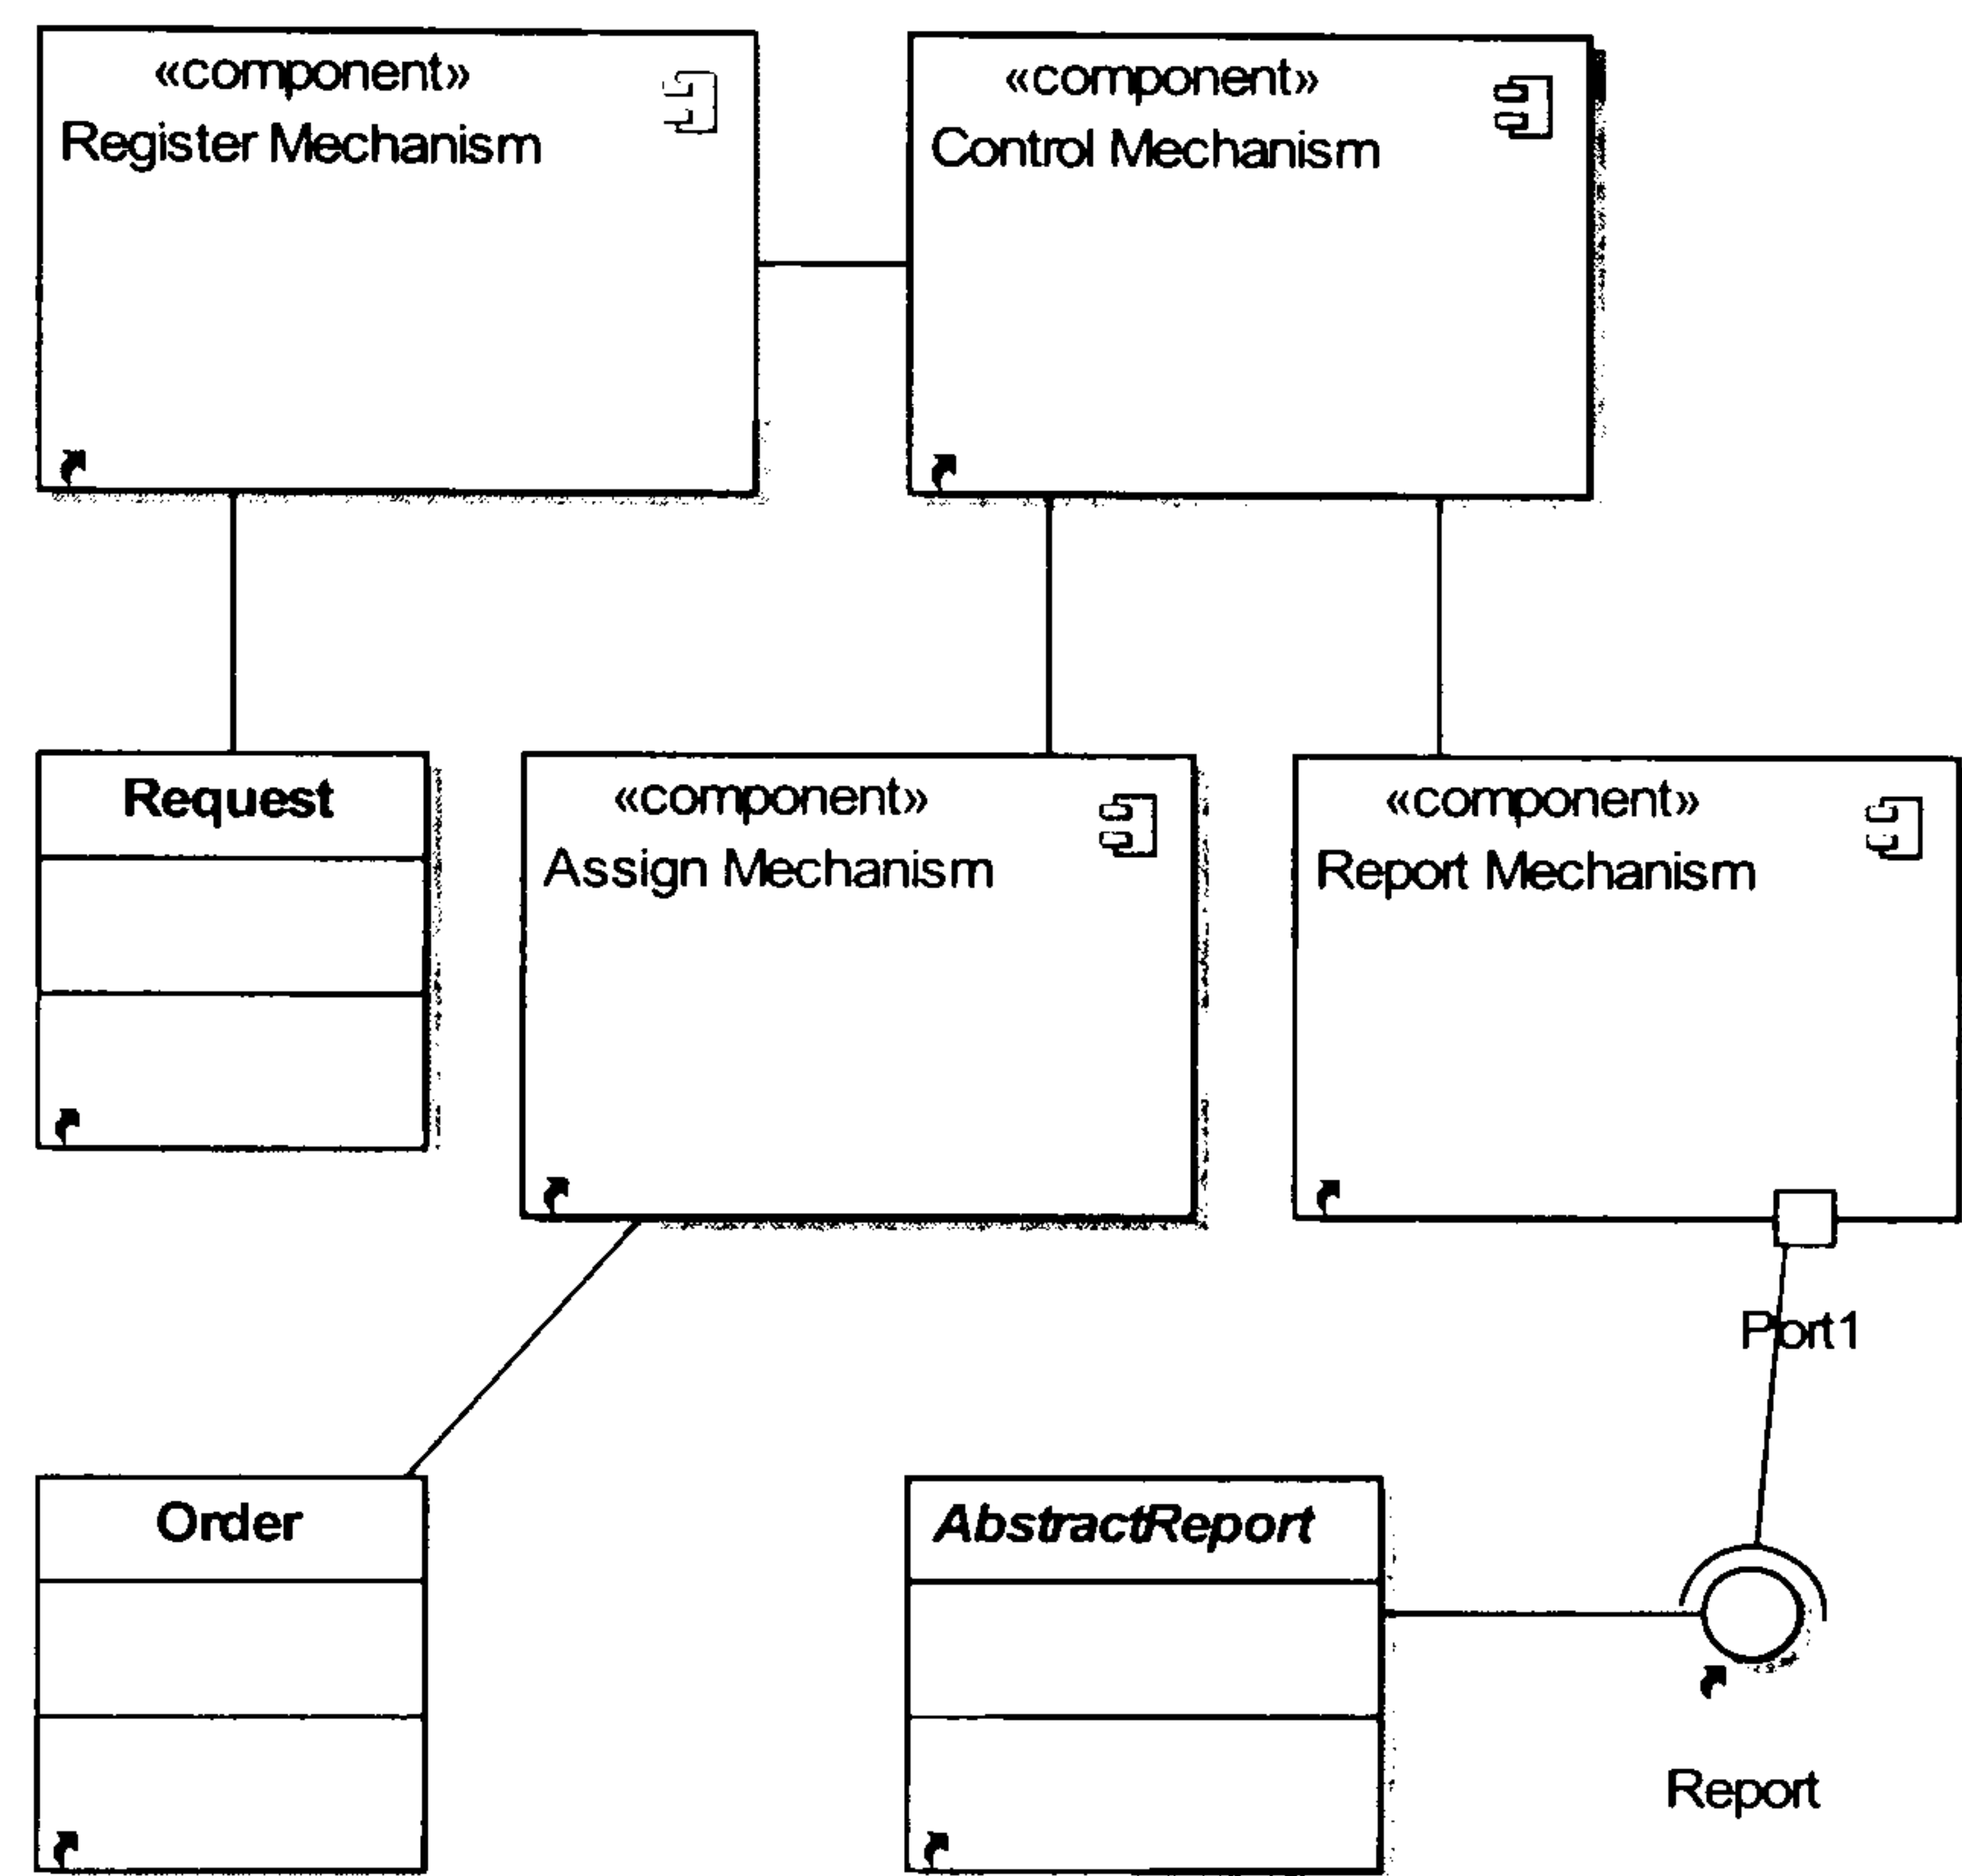 «component»
Register Mechanism
«component»
Control Mechanism
Request
«component»
Assign Mechanism
«component»
Report Mechanism
Port1
Order
AbstractReport
Report